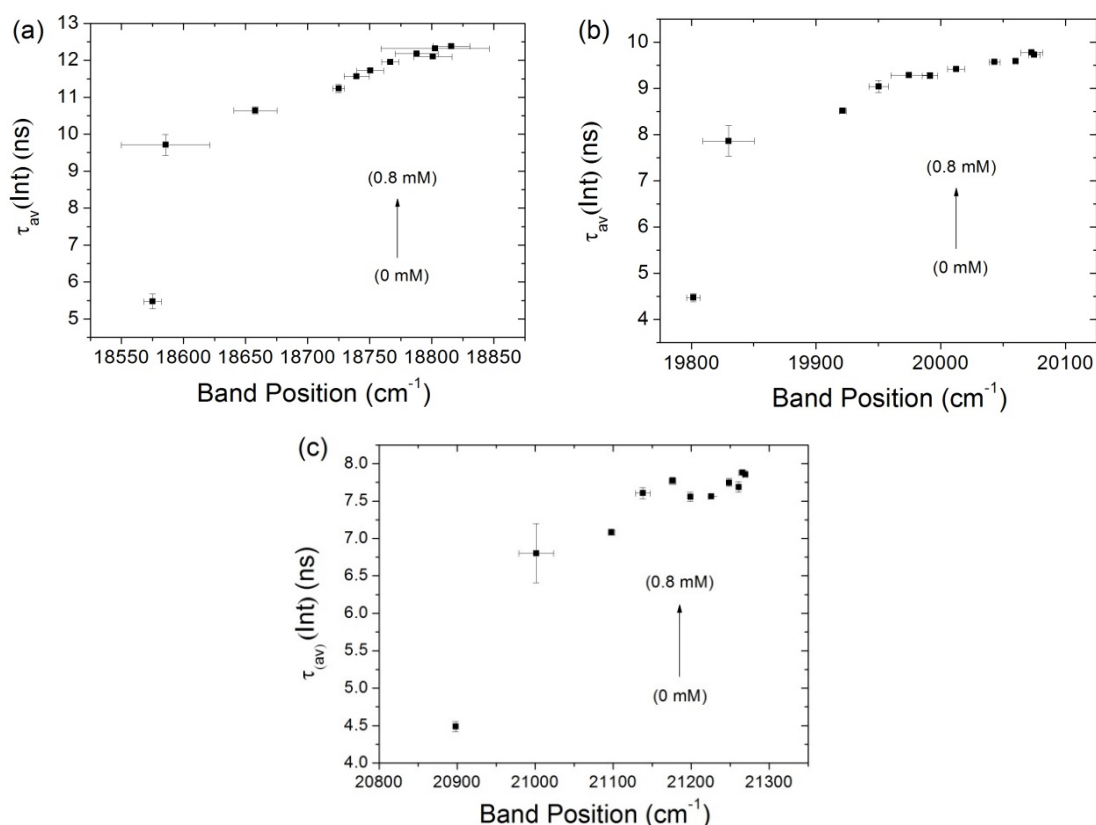 (a)
13
12
11
10
9
8
7
6
5
τav(Int) (ns)
(0.8 mM)
(0 mM)
18550 18600 18650 18700 18750 18800 18850
Band Position (cm-1)
(b)
10
9
8
7
6
5
4
τav(Int) (ns)
(0.8 mM)
(0 mM)
19800 19900 20000 20100
Band Position (cm-1)
(c)
8.0
7.5
7.0
6.5
6.0
5.5
5.0
4.5
4.0
τ(av)(Int) (ns)
(0.8 mM)
(0 mM)
20800 20900 21000 21100 21200 21300
Band Position (cm-1)